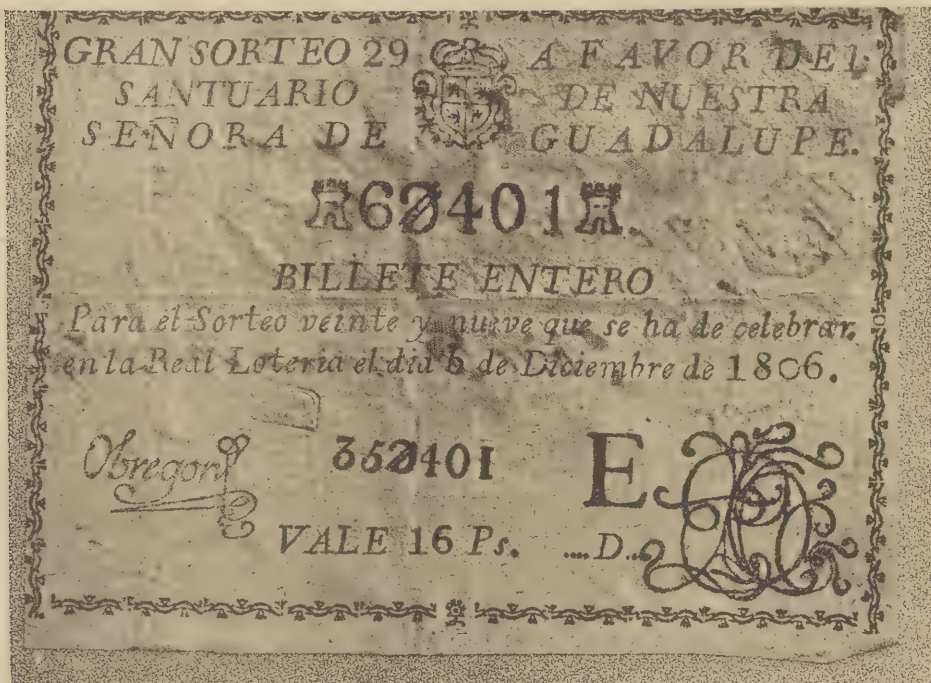 GRAN SORTEO 29 A FAVOR DEL
SANTUARIO DE NUESTRA
SEÑORA DE GUADALUPE.
BILLETE ENTERO
Para el Sorteo veinte y nueve que se ha de celebrar
en la Real Loteria el dia de Diciembre de 1806.
Obregon
E
VALE 16 Ps. ....D...